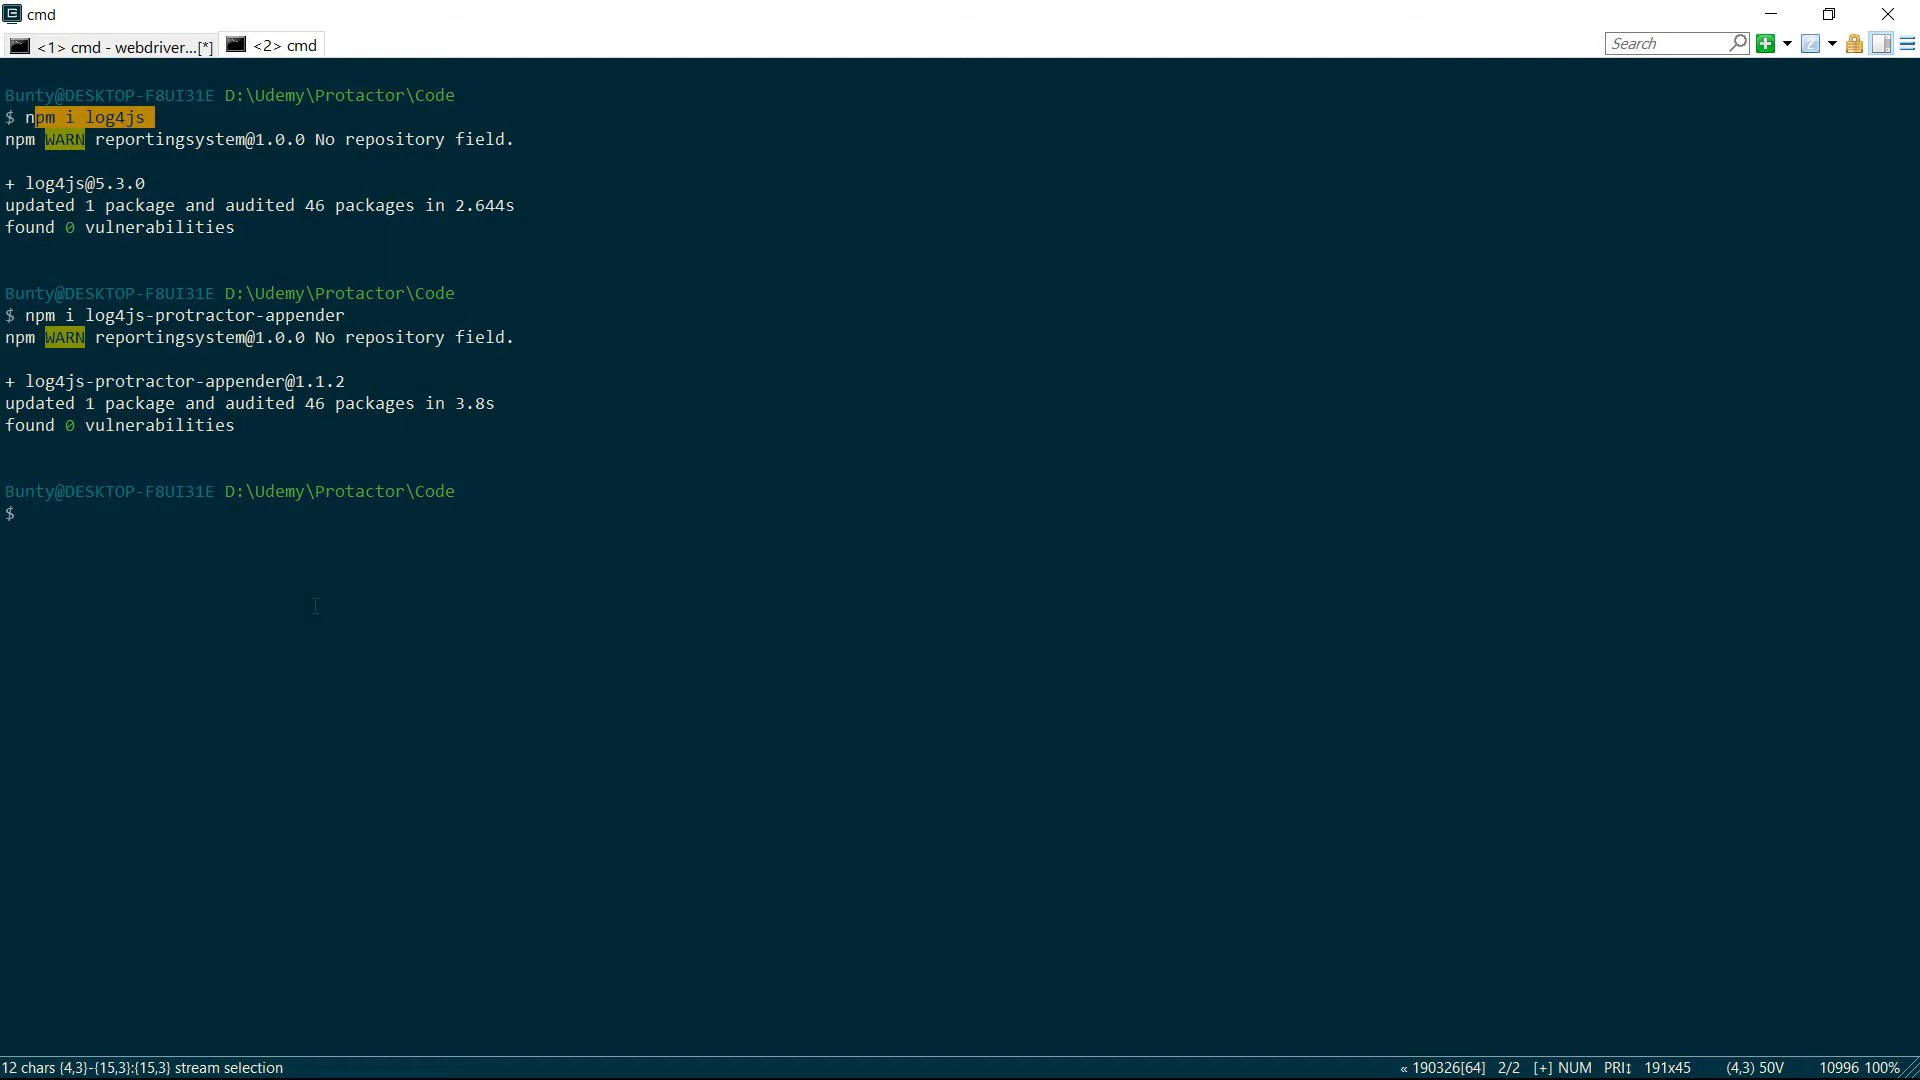 cmd
<1> cmd - webdriver...[*] <2> cmd Search
Bunty@DESKTOP-F8UI31E D:\Udemy\Protactor\Code
$ npm i log4js
npm WARN reportingsystem@1.0.0 No repository field.
+ log4js@5.3.0
updated 1 package and audited 46 packages in 2.644s
found 0 vulnerabilities
Bunty@DESKTOP-F8UI31E D:\Udemy\Protactor\Code
$ npm i log4js-protractor-appender
npm WARN reportingsystem@1.0.0 No repository field.
+ log4js-protractor-appender@1.1.2
updated 1 package and audited 46 packages in 3.8s
found 0 vulnerabilities
Bunty@DESKTOP-F8UI31E D:\Udemy\Protactor\Code
$
12 chars {4,3}-{15,3}:{15,3} stream selection « 190326[64] 2/2 [+] NUM PRI↕ 191x45 (4,3) 50V 10996 100%